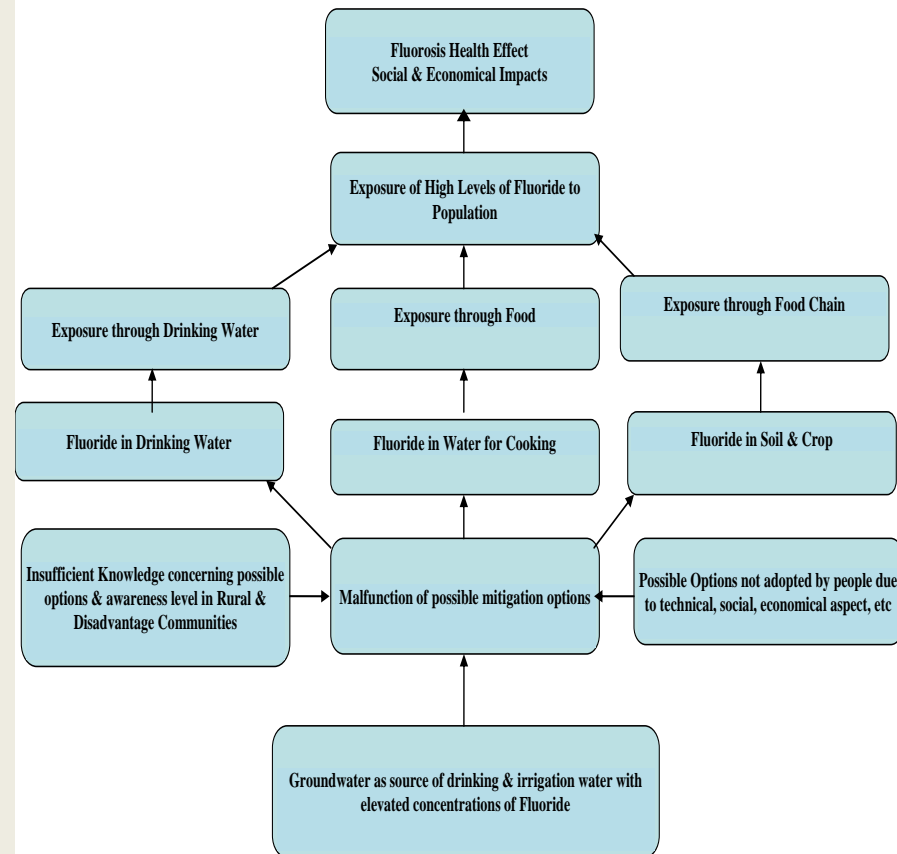 Fluorosis Health Effect
Social & Economical Impacts
Exposure of High Levels of Fluoride to
Population
Exposure through Drinking Water
Exposure through Food
Exposure through Food Chain
Fluoride in Drinking Water
Fluoride in Water for Cooking
Fluoride in Soil & Crop
Insufficient Knowledge concerning possible
options & awareness level in Rural &
Disadvantage Communities
Malfunction of possible mitigation options
Possible Options not adopted by people due
to technical, social, economical aspect, etc
Groundwater as source of drinking & irrigation water with
elevated concentrations of Fluoride